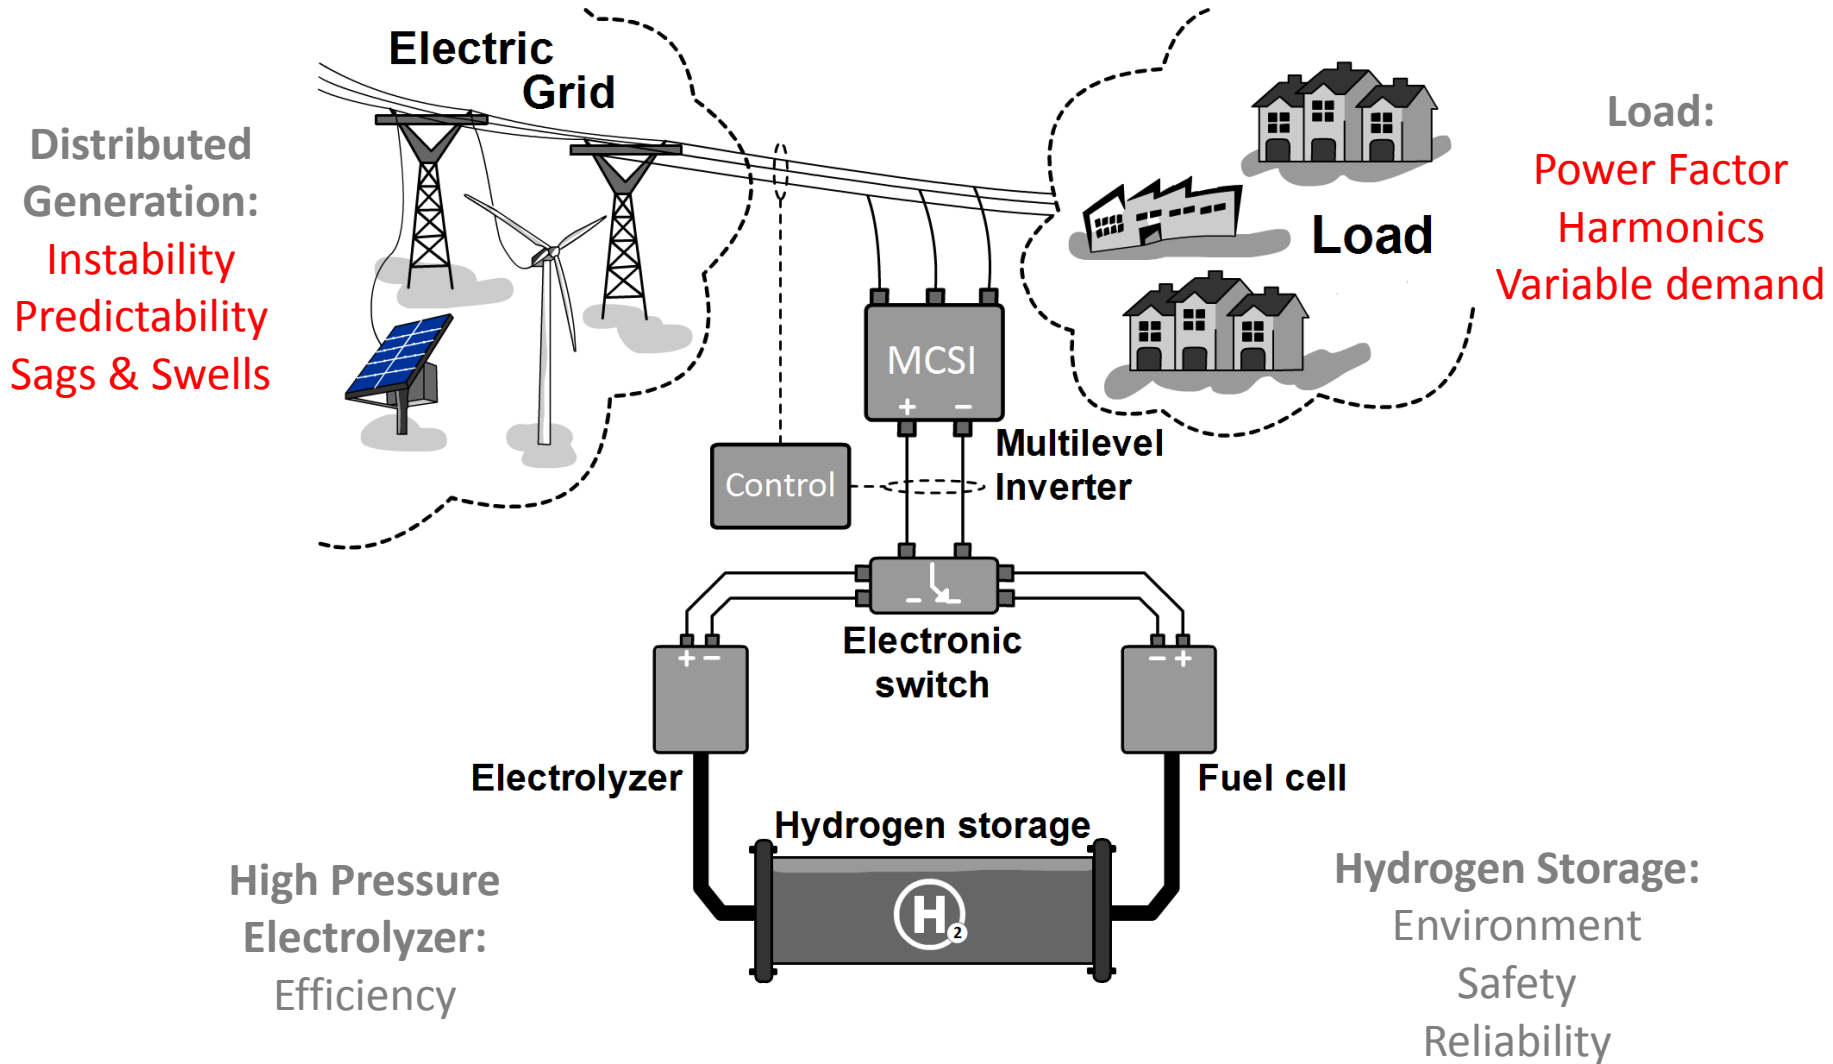 Electric
Grid
Distributed
Generation:
Instability
Predictability
Sags & Swells
Load
Load:
Power Factor
Harmonics
Variable demand
MCSI
+ −
Multilevel
Inverter
Control
Electronic
switch
+ −
Electrolyzer
− +
Fuel cell
Hydrogen storage
H2
High Pressure
Electrolyzer:
Efficiency
Hydrogen Storage:
Environment
Safety
Reliability